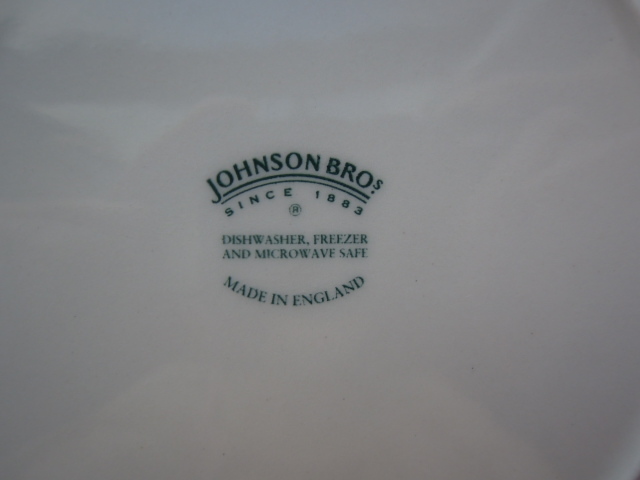 JOHNSON BROS
SINCE 1883
®
DISHWASHER, FREEZER
AND MICROWAVE SAFE
MADE IN ENGLAND